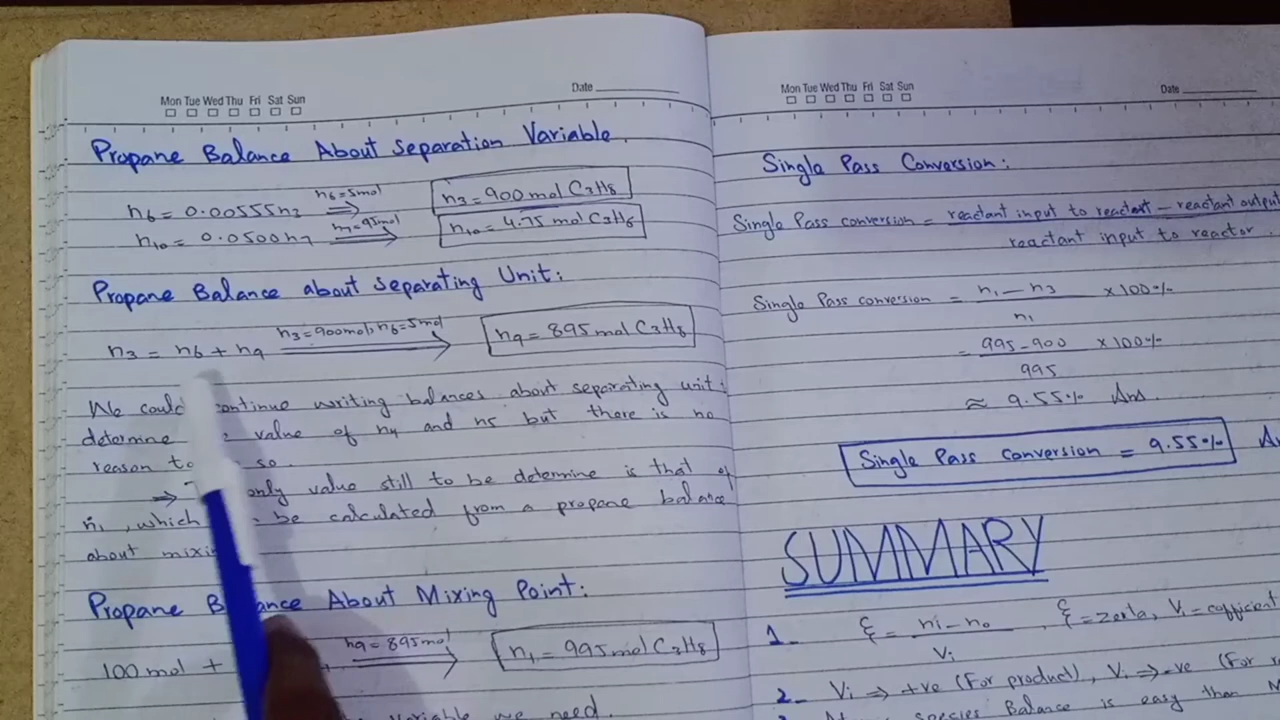 Date
Mon Tue Wed Thu Fri Sat Sun
Propane Balance About Separation Variable.
n6 = 0.00555n3 n6=5mol ⟹ n3 = 900 mol C3H8
n10 = 0.0500n7 n7=95mol ⟶ n10 = 4.75 mol C3H8
Propane Balance about Separating Unit:
n3 = n6 + n9 n3=900mol, n6=5mol ⟹ n9 = 895 mol C3H8
We could continue writing balances about separating unit:
determine value of n4 and n5 but there is no
reason to so.
⟹ only value still to be determine is that of
ṅ1, which be calculated from a propane balance
about
Propane Balance About Mixing Point:
100 mol + n9 = 895mol ⟹ n1 = 995 mol C3H8
variable we need.
Date
Mon Tue Wed Thu Fri Sat Sun
Single Pass Conversion:
Single Pass conversion = reactant input to reactor - reactant output
reactant input to reactor.
Single Pass conversion = n1 - n3 ×100%
n1
= 995-900 ×100%
995
≈ 9.55% Ans.
Single Pass Conversion = 9.55%
SUMMARY
1- ξ = ni - no , ξ = zeeta, Vi = cofficient
Vi
2- Vi ⟹ +ve (For product), Vi ⟹ -ve (For
species Balance is easy than